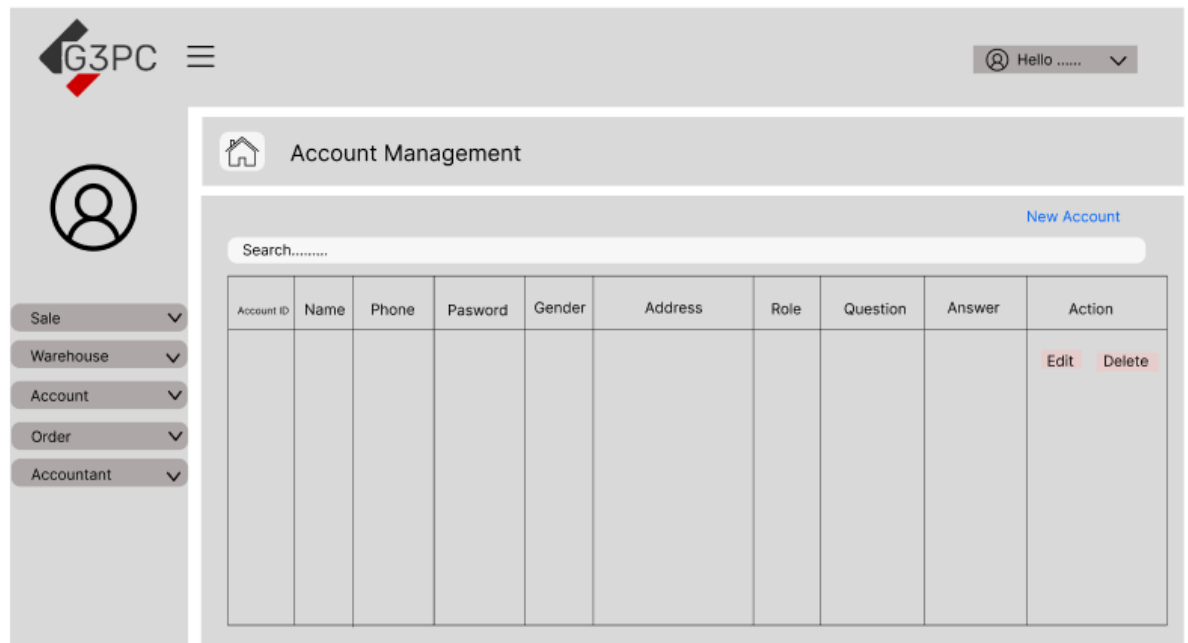 G3PC
Hello ......
Account Management
New Account
Search.........
Account ID Name Phone Pasword Gender Address Role Question Answer Action
Edit Delete
Sale
Warehouse
Account
Order
Accountant